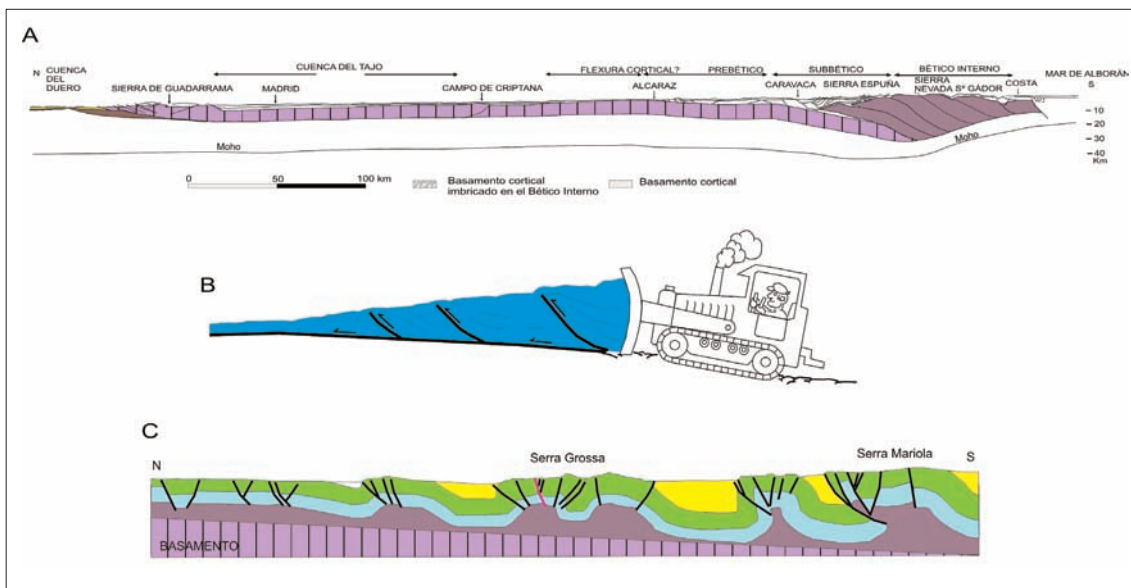 A
N CUENCA DEL DUERO
SIERRA DE GUADARRAMA
CUENCA DEL TAJO
MADRID
CAMPO DE CRIPTANA
FLEXURA CORTICAL?
ALCARAZ
PREBÉTICO
SUBBÉTICO
CARAVACA
SIERRA ESPUÑA
BÉTICO INTERNO
SIERRA NEVADA
Sª GÁDOR
COSTA
MAR DE ALBORÁN
S
10
20
30
40
Km
Moho
Moho
0 50 100 km
Basamento cortical
imbricado en el Bético Interno
Basamento cortical
B
C
N
Serra Grossa
Serra Mariola
S
BASAMENTO